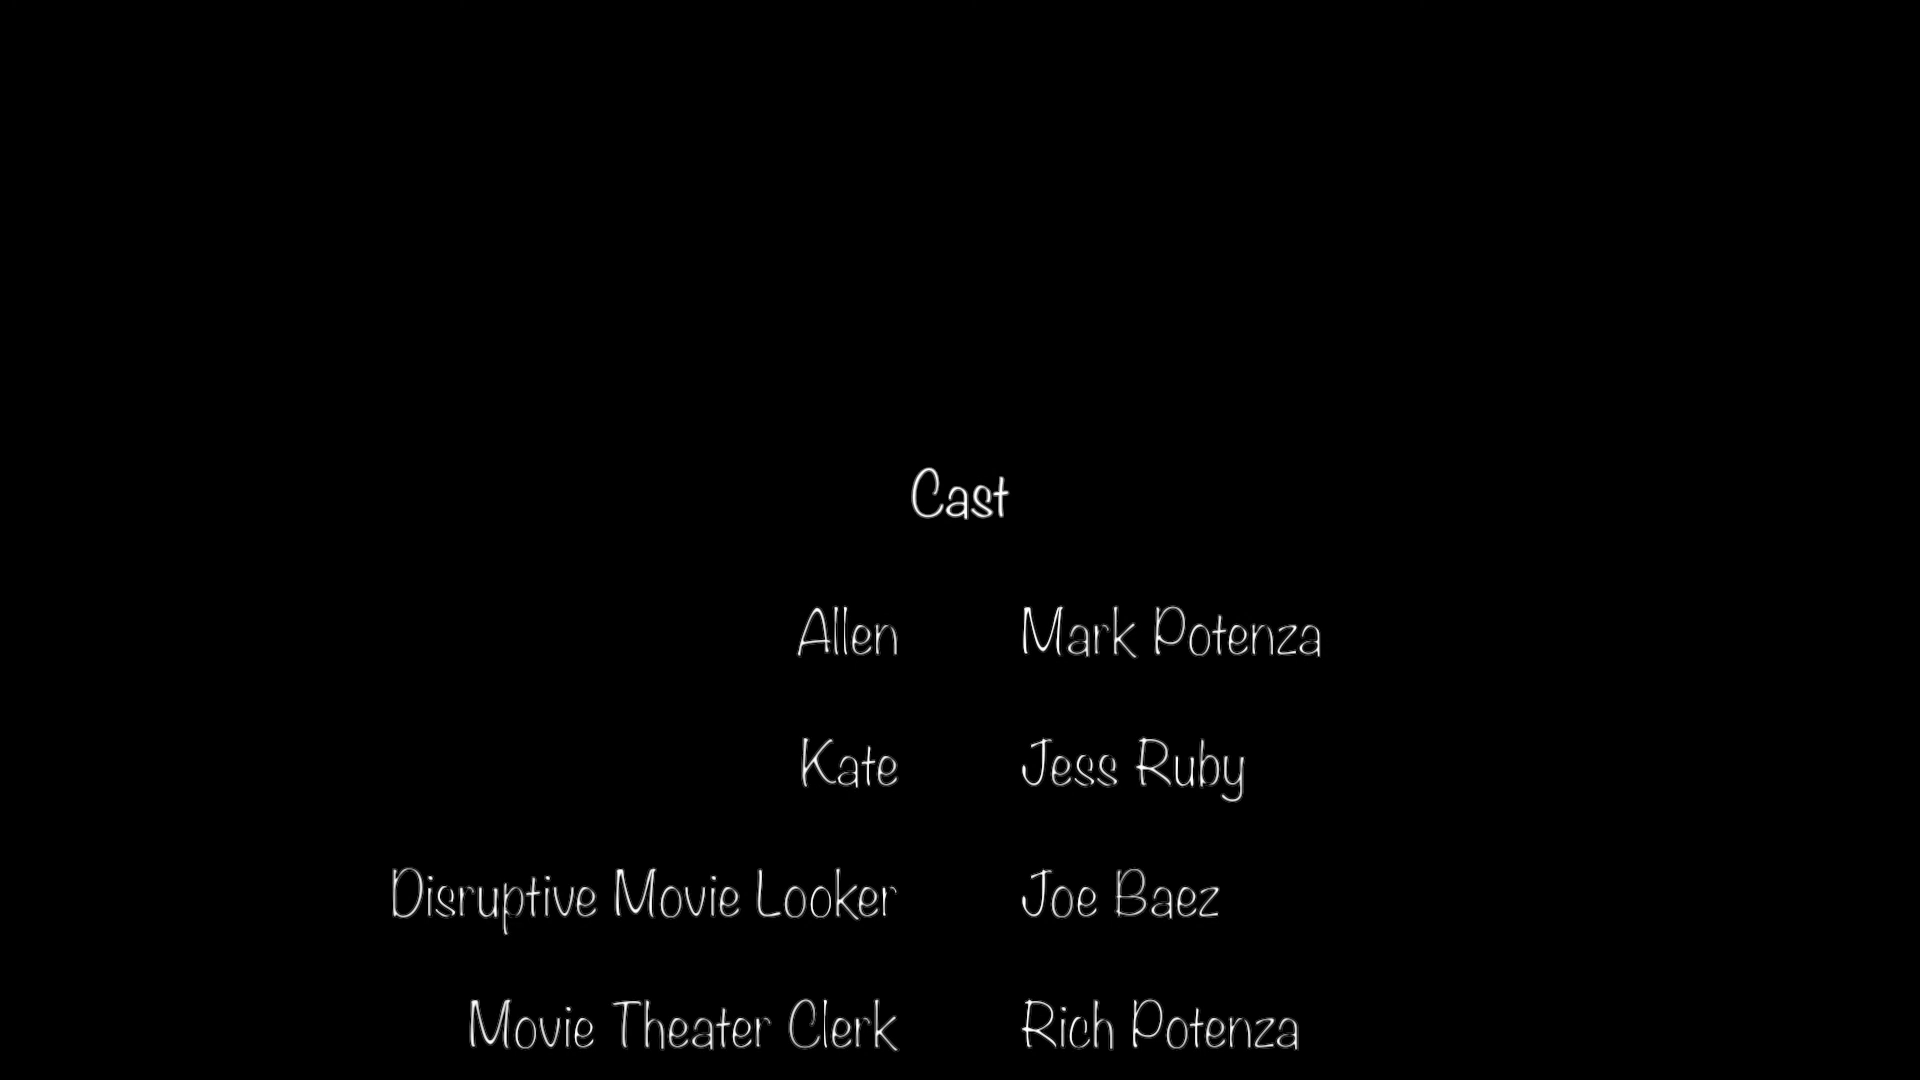 Cast
Allen Mark Potenza
Kate Jess Ruby
Disruptive Movie Looker Joe Baez
Movie Theater Clerk Rich Potenza